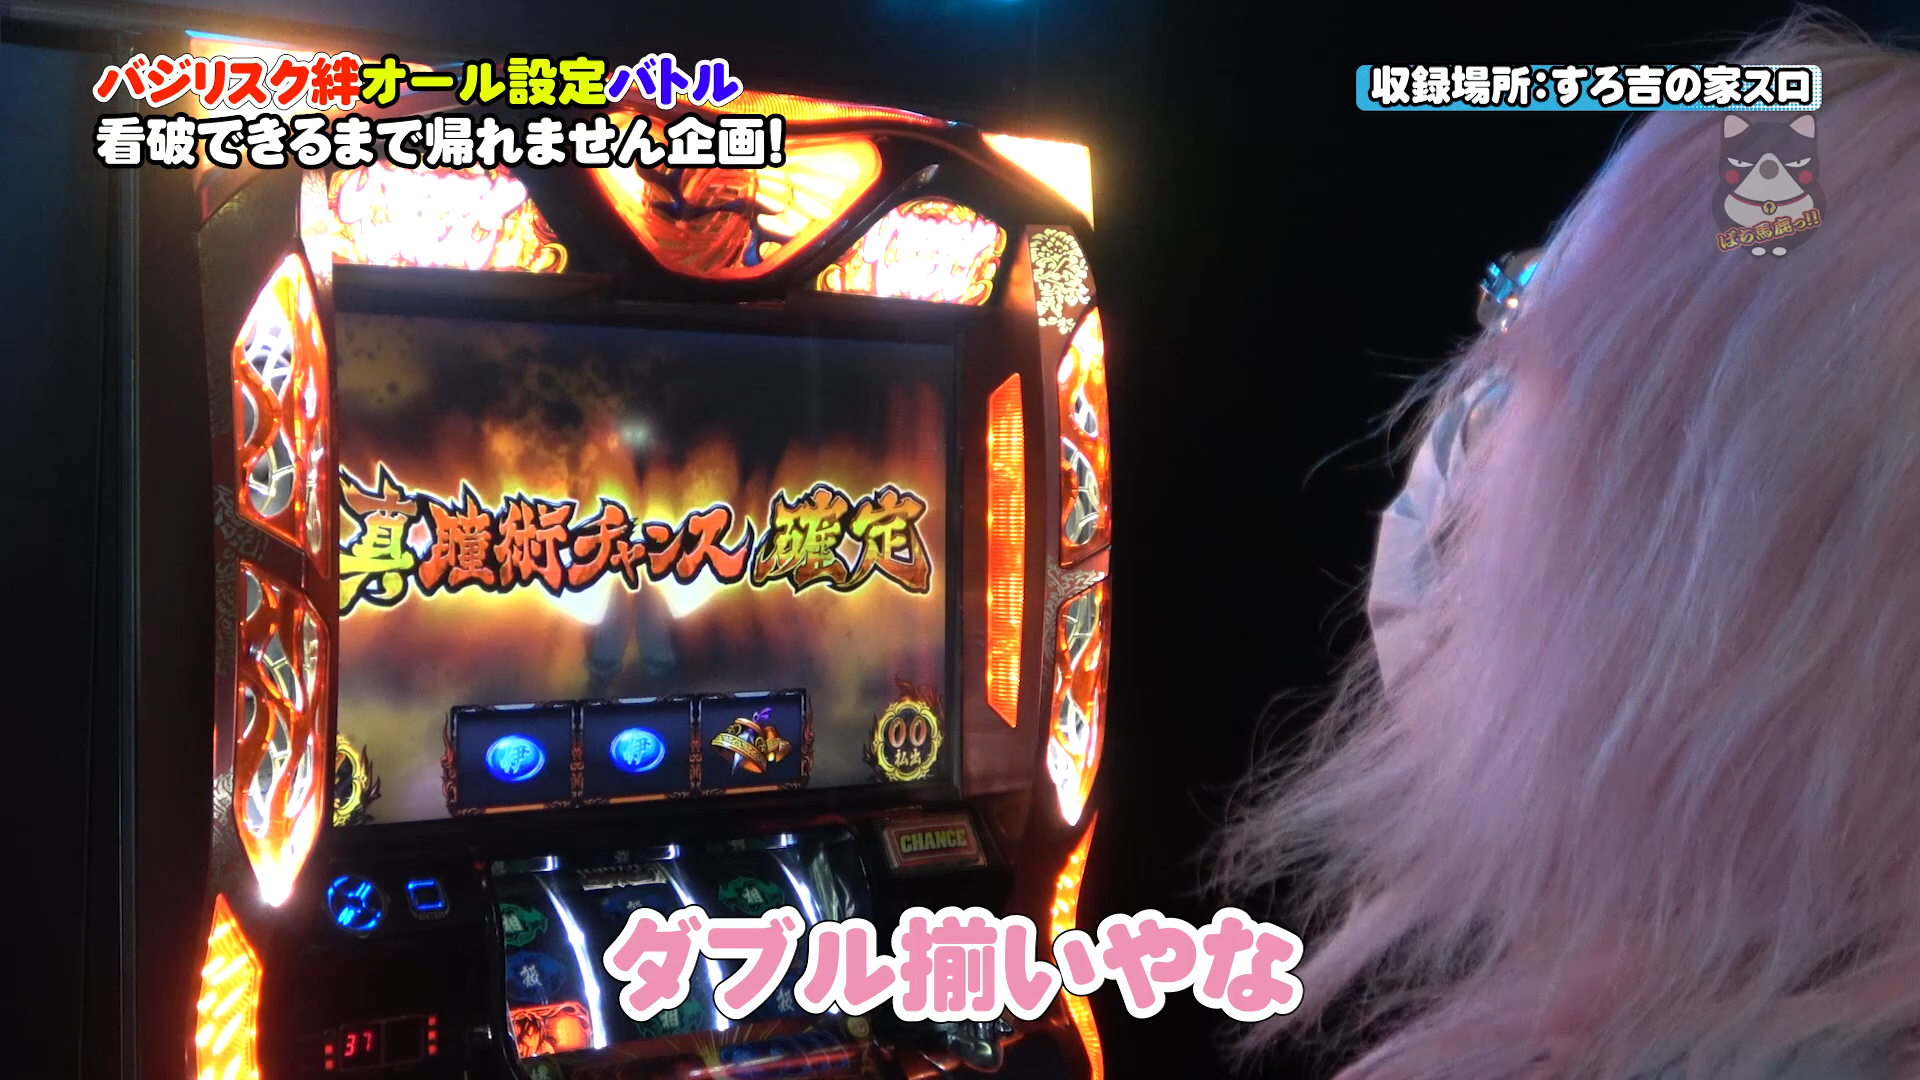 バジリスク絆オール設定バトル
看破できるまで帰れません企画!
収録場所:すろ吉の家スロ
ぱち馬鹿っ!!
真・瞳術チャンス確定
伊
伊
00
払出
CHANCE
ENTER
37
ダブル揃いやな